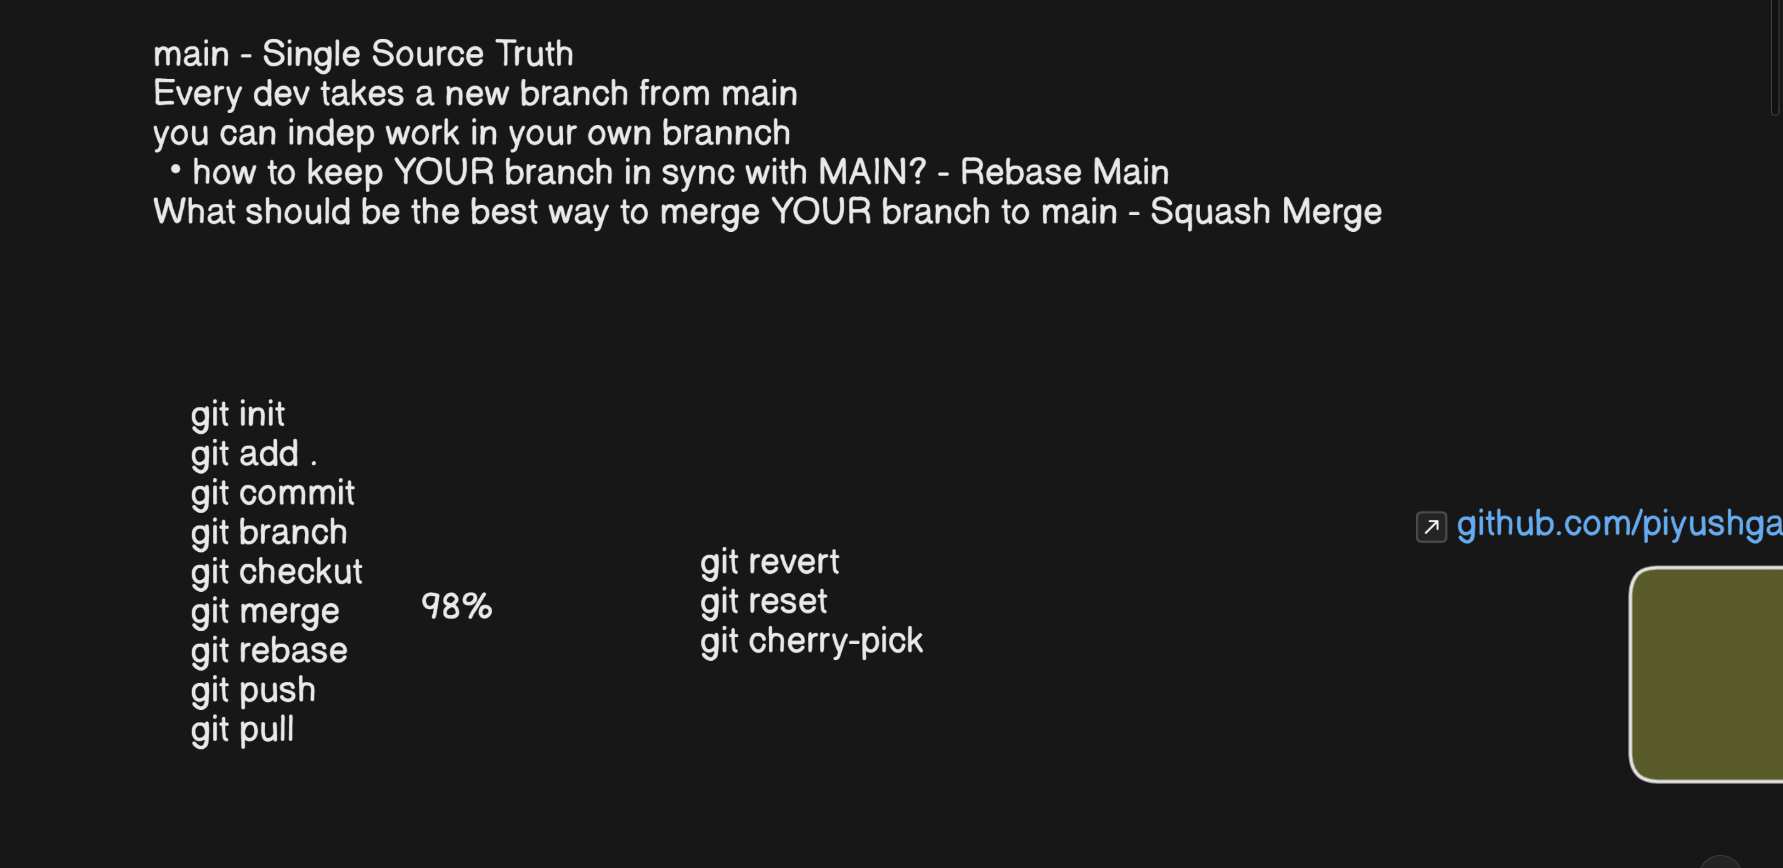 main - Single Source Truth
Every dev takes a new branch from main
you can indep work in your own brannch
• how to keep YOUR branch in sync with MAIN? - Rebase Main
What should be the best way to merge YOUR branch to main - Squash Merge
git init
git add .
git commit
git branch
git checkut
git merge
git rebase
git push
git pull
98%
git revert
git reset
git cherry-pick
github.com/piyushga